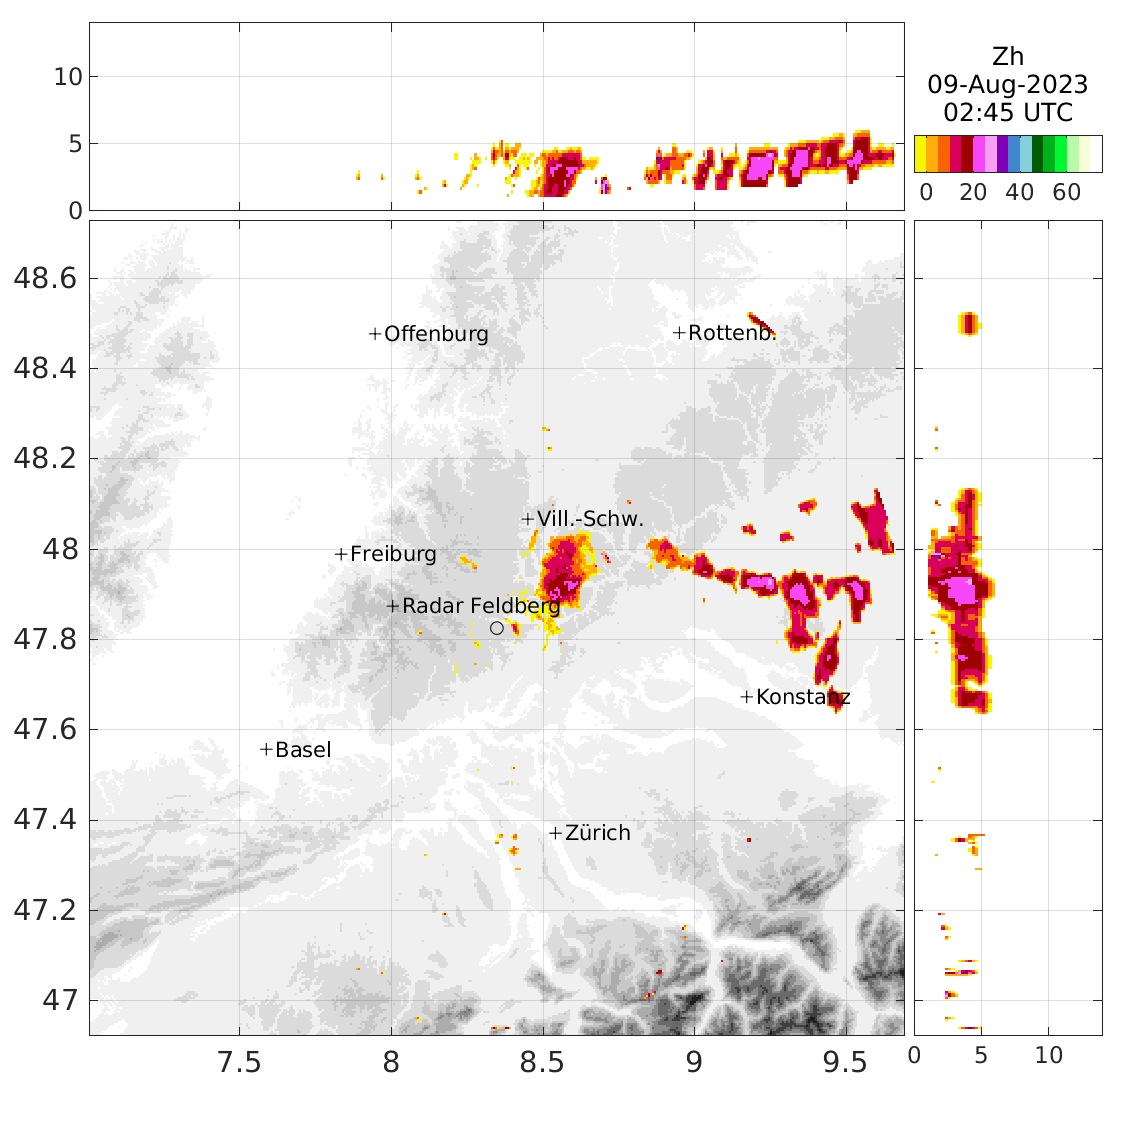 Zh
09-Aug-2023
02:45 UTC
10
5
0
0 20 40 60
48.6
48.4
48.2
48
47.8
47.6
47.4
47.2
47
+Offenburg
+Rottenb.
+Vill.-Schw.
+Freiburg
+Radar Feldberg
+Konstanz
+Basel
+Zürich
7.5 8 8.5 9 9.5
0 5 10